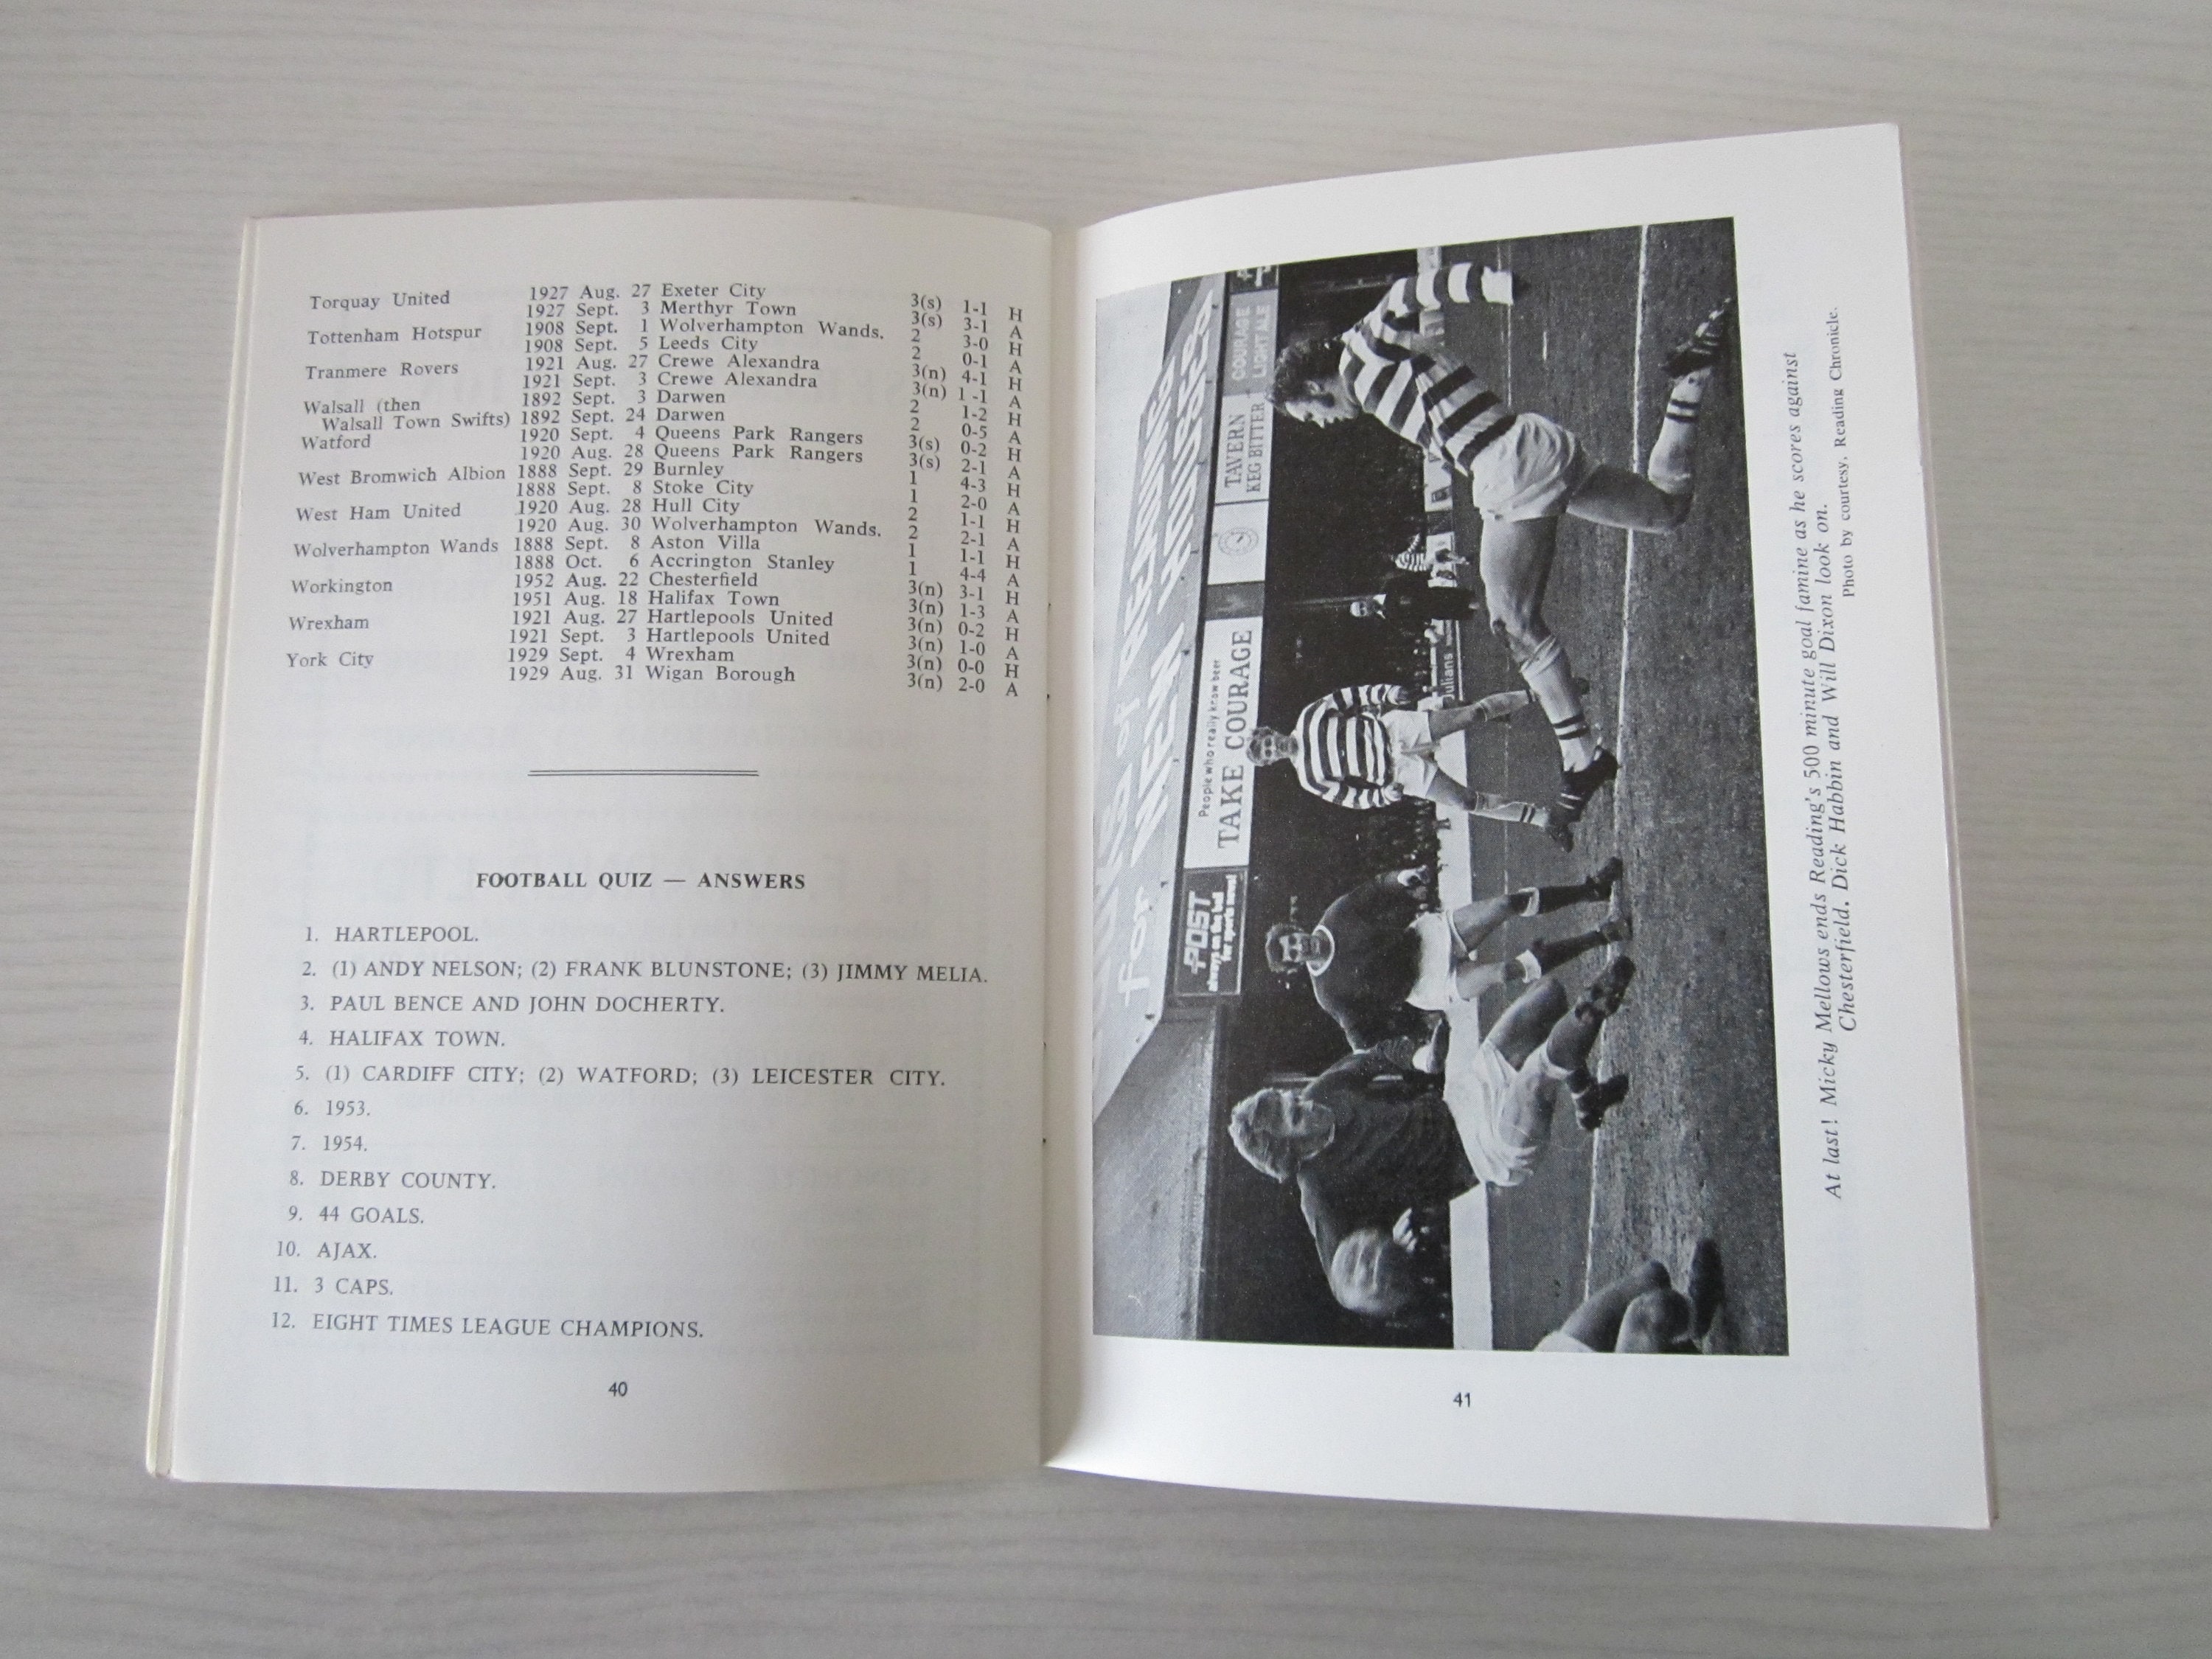 Torquay United 1927 Aug. 27 Exeter City 3(s) 1-1 H
1927 Sept. 3 Merthyr Town 3(s) 3-1 A
Tottenham Hotspur 1908 Sept. 1 Wolverhampton Wands. 2 3-0 H
1908 Sept. 5 Leeds City 2 0-1 A
Tranmere Rovers 1921 Aug. 27 Crewe Alexandra 3(n) 4-1 H
1921 Sept. 3 Crewe Alexandra 3(n) 1-1 A
Walsall (then 1892 Sept. 3 Darwen 2 1-2 H
Walsall Town Swifts) 1892 Sept. 24 Darwen 2 0-5 A
Watford 1920 Sept. 4 Queens Park Rangers 3(s) 0-2 H
1920 Aug. 28 Queens Park Rangers 3(s) 2-1 A
West Bromwich Albion 1888 Sept. 29 Burnley 1 4-3 H
1888 Sept. 8 Stoke City 1 2-0 A
West Ham United 1920 Aug. 28 Hull City 2 1-1 H
1920 Aug. 30 Wolverhampton Wands. 2 2-1 A
Wolverhampton Wands 1888 Sept. 8 Aston Villa 1 1-1 H
1888 Oct. 6 Accrington Stanley 1 4-4 A
Workington 1952 Aug. 22 Chesterfield 3(n) 3-1 H
1951 Aug. 18 Halifax Town 3(n) 1-3 A
Wrexham 1921 Aug. 27 Hartlepools United 3(n) 0-2 H
1921 Sept. 3 Hartlepools United 3(n) 1-0 A
York City 1929 Sept. 4 Wrexham 3(n) 0-0 H
1929 Aug. 31 Wigan Borough 3(n) 2-0 A
FOOTBALL QUIZ — ANSWERS
1. HARTLEPOOL.
2. (1) ANDY NELSON; (2) FRANK BLUNSTONE; (3) JIMMY MELIA.
3. PAUL BENCE AND JOHN DOCHERTY.
4. HALIFAX TOWN.
5. (1) CARDIFF CITY; (2) WATFORD; (3) LEICESTER CITY.
6. 1953.
7. 1954.
8. DERBY COUNTY.
9. 44 GOALS.
10. AJAX.
11. 3 CAPS.
12. EIGHT TIMES LEAGUE CHAMPIONS.
40
for
POST
always on the ball
for sports news!
People who really know beer
TAKE COURAGE
TAVERN
KEG BITTER
COURAGE
LIGHT ALE
Julians
At last! Micky Mellows ends Reading's 500 minute goal famine as he scores against
Chesterfield. Dick Habbin and Will Dixon look on.
Photo by courtesy, Reading Chronicle.
41